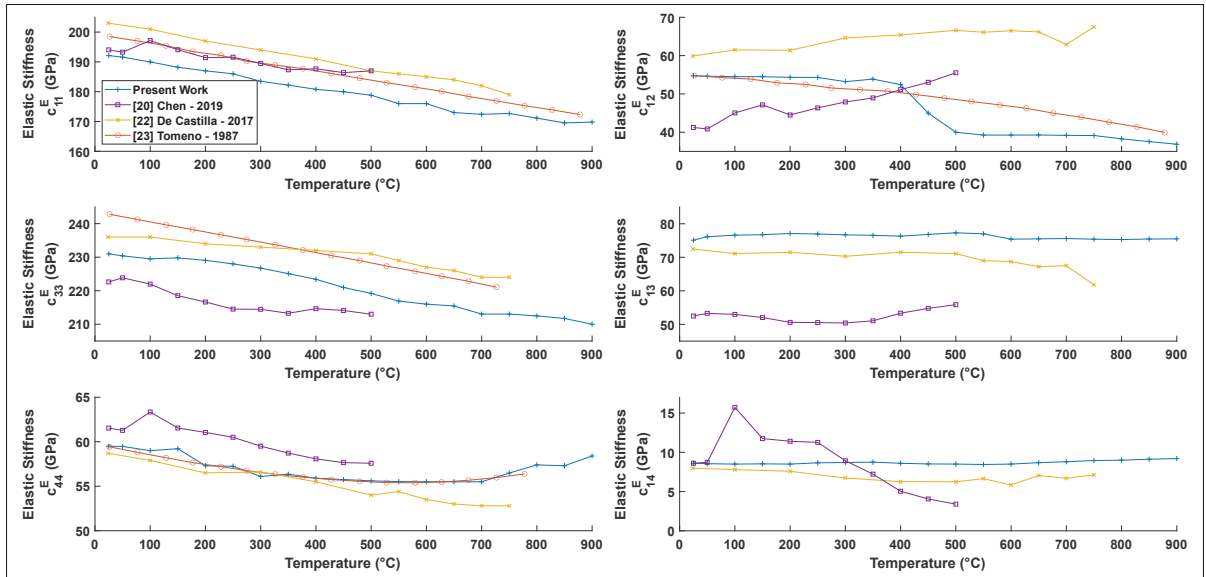 Elastic Stiffness
c11^E (GPa)
200
190
180
170
160
Present Work
[20] Chen - 2019
[22] De Castilla - 2017
[23] Tomeno - 1987
0 100 200 300 400 500 600 700 800 900
Temperature (°C)
Elastic Stiffness
c12^E (GPa)
70
60
50
40
0 100 200 300 400 500 600 700 800 900
Temperature (°C)
Elastic Stiffness
c33^E (GPa)
240
230
220
210
0 100 200 300 400 500 600 700 800 900
Temperature (°C)
Elastic Stiffness
c13^E (GPa)
80
70
60
50
0 100 200 300 400 500 600 700 800 900
Temperature (°C)
Elastic Stiffness
c44^E (GPa)
65
60
55
50
0 100 200 300 400 500 600 700 800 900
Temperature (°C)
Elastic Stiffness
c14^E (GPa)
15
10
5
0
0 100 200 300 400 500 600 700 800 900
Temperature (°C)